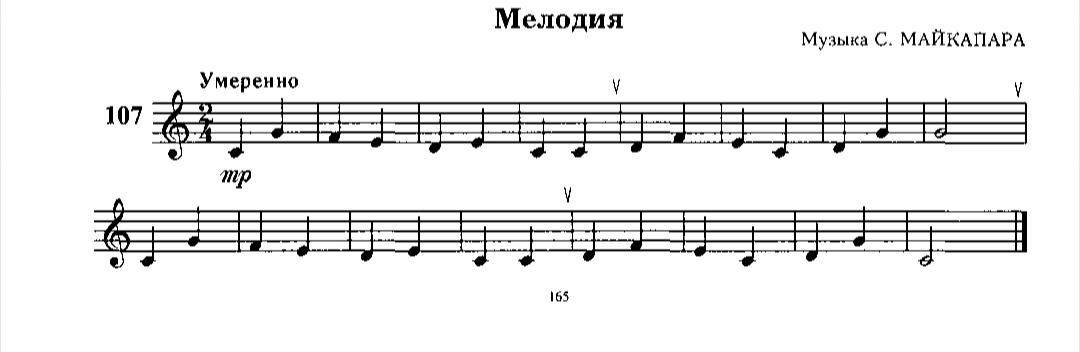 Мелодия
Музыка С. МАЙКАПАРА
Умеренно
107
2
4
mp
165